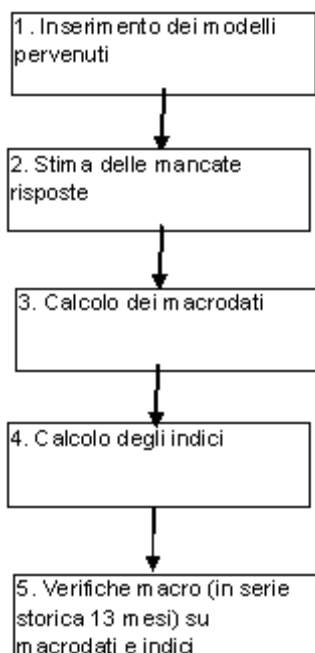 1. Inserimento dei modelli
pervenuti
2. Stima delle mancate
risposte
3. Calcolo dei macrodati
4. Calcolo degli indici
5. Verifiche macro (in serie
storica 13 mesi) su
macrodati e indici